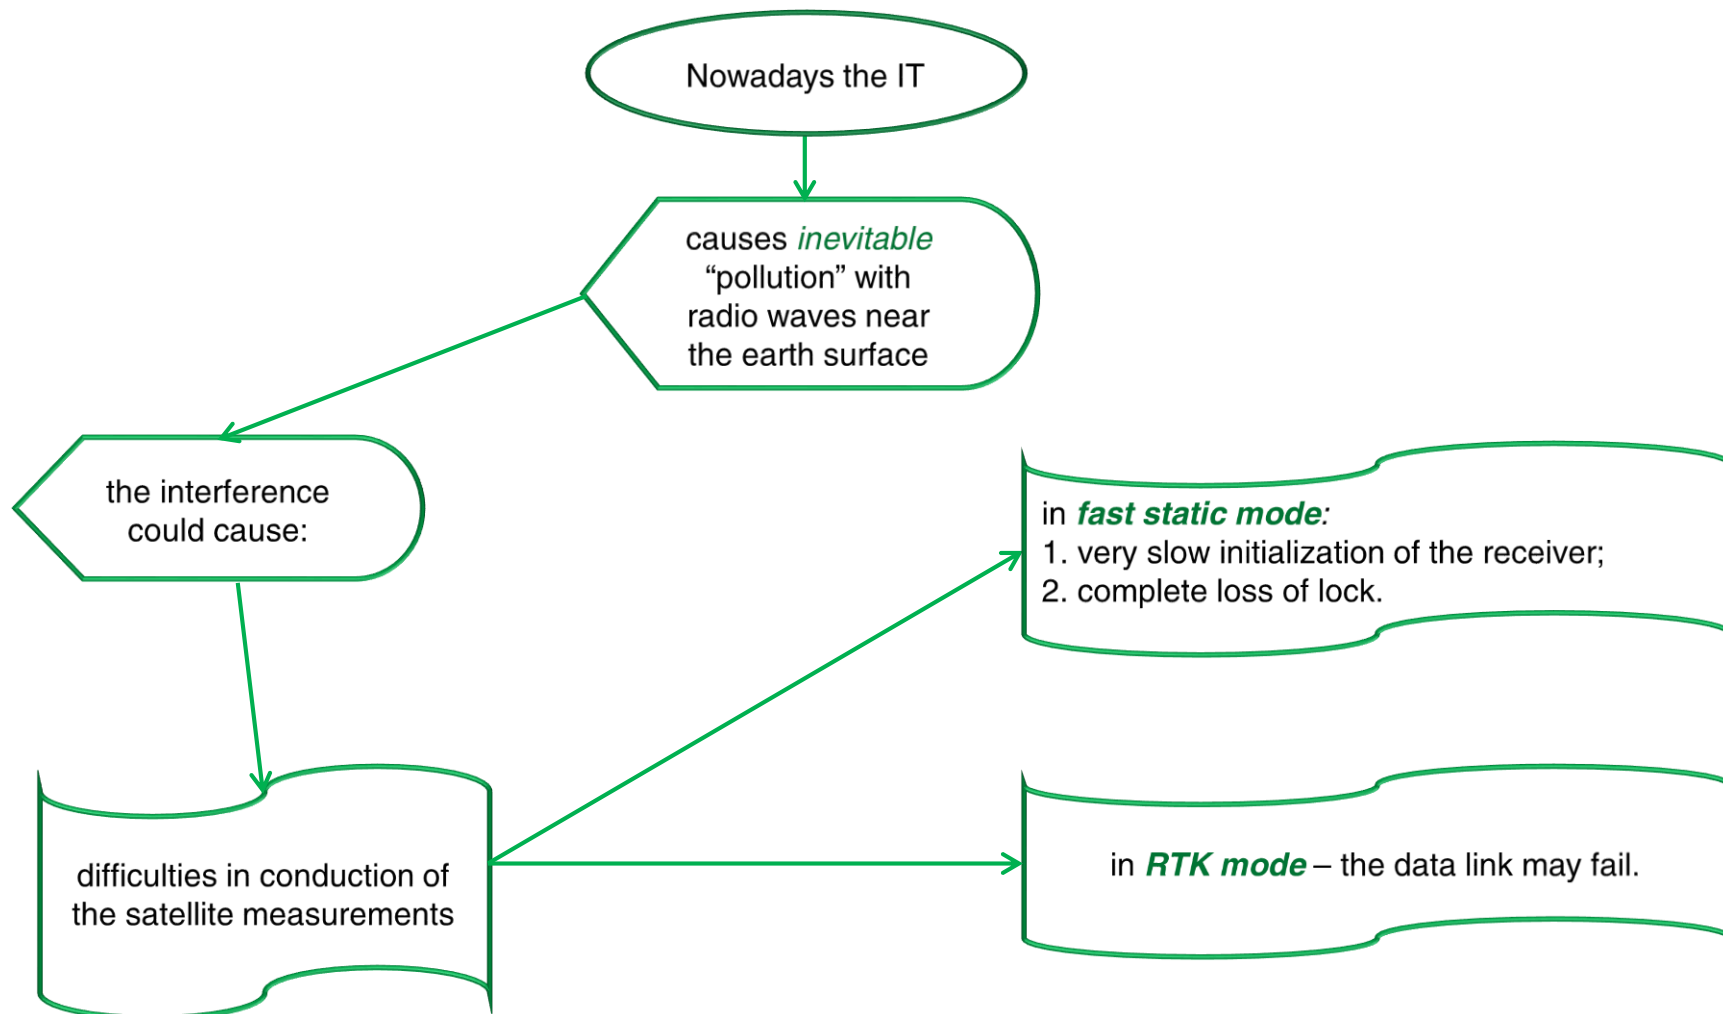 Nowadays the IT
causes inevitable
“pollution” with
radio waves near
the earth surface
the interference
could cause:
difficulties in conduction of
the satellite measurements
in fast static mode:
1. very slow initialization of the receiver;
2. complete loss of lock.
in RTK mode – the data link may fail.